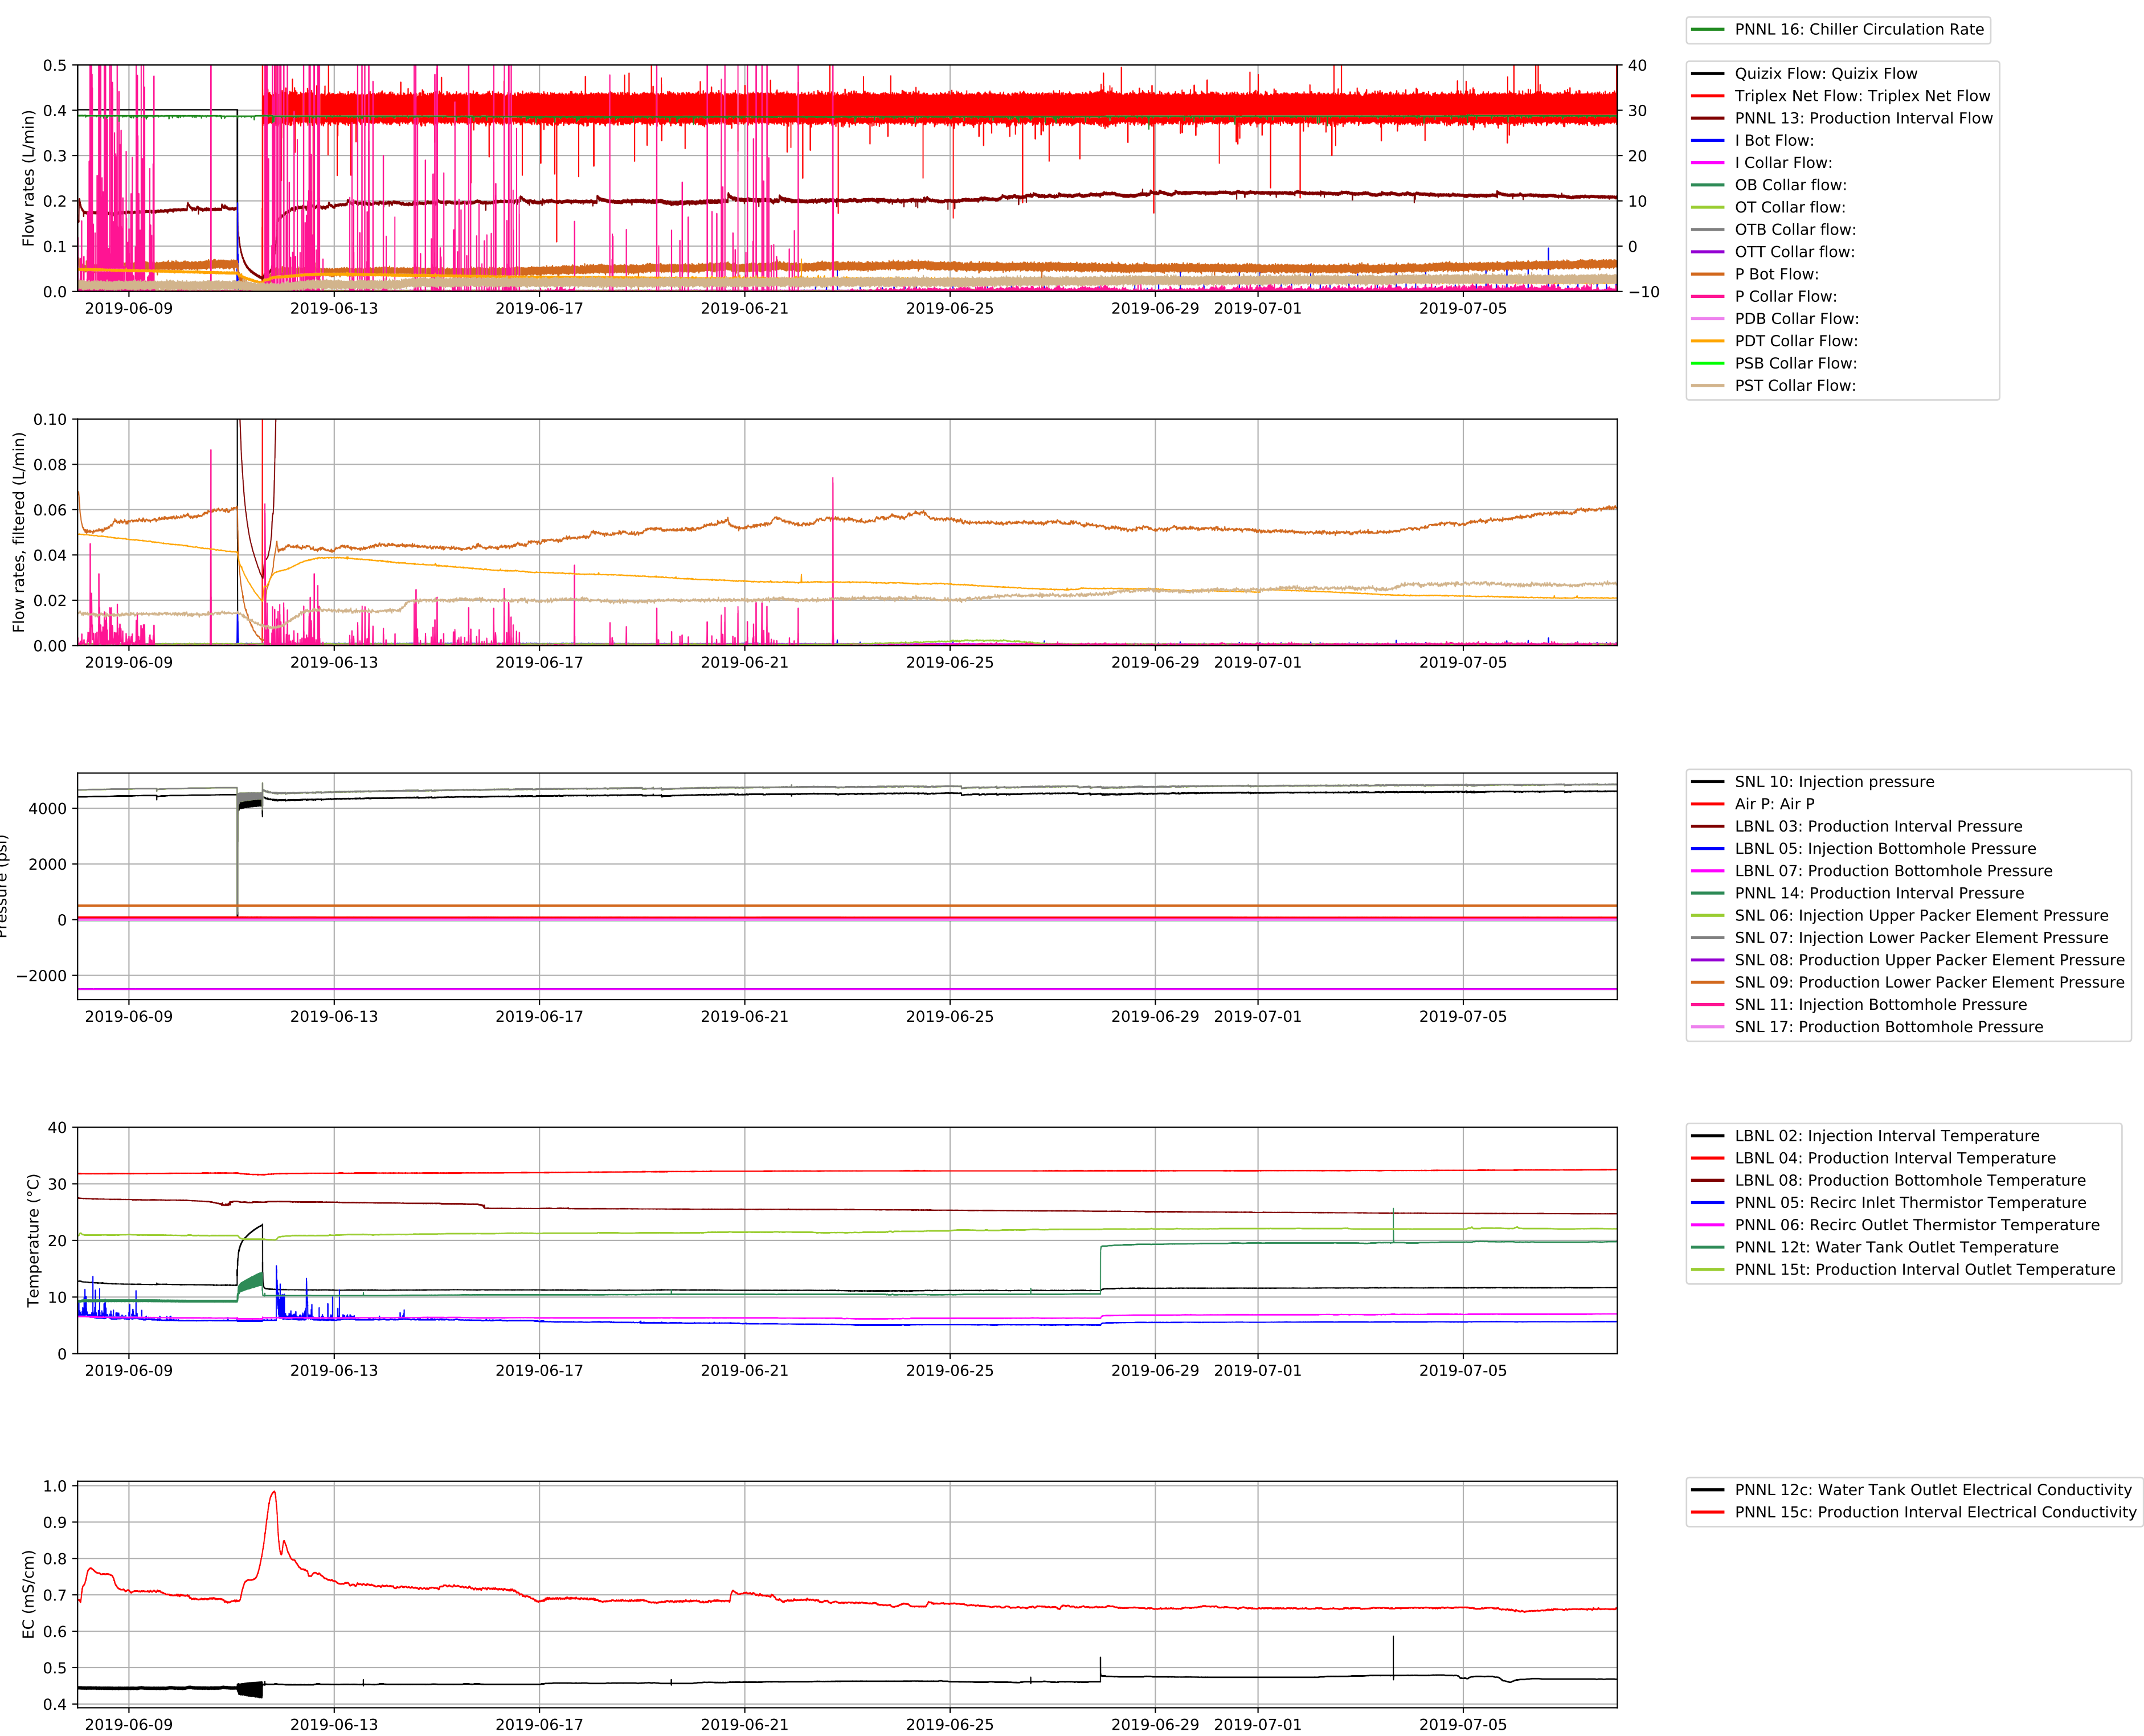 PNNL 16: Chiller Circulation Rate
Flow rates (L/min)
0.5
0.4
0.3
0.2
0.1
0.0
40
30
20
10
0
−10
2019-06-09 2019-06-13 2019-06-17 2019-06-21 2019-06-25 2019-06-29 2019-07-01 2019-07-05
Quizix Flow: Quizix Flow
Triplex Net Flow: Triplex Net Flow
PNNL 13: Production Interval Flow
I Bot Flow:
I Collar Flow:
OB Collar flow:
OT Collar flow:
OTB Collar flow:
OTT Collar flow:
P Bot Flow:
P Collar Flow:
PDB Collar Flow:
PDT Collar Flow:
PSB Collar Flow:
PST Collar Flow:
Flow rates, filtered (L/min)
0.10
0.08
0.06
0.04
0.02
0.00
2019-06-09 2019-06-13 2019-06-17 2019-06-21 2019-06-25 2019-06-29 2019-07-01 2019-07-05
Pressure (psi)
4000
2000
0
−2000
2019-06-09 2019-06-13 2019-06-17 2019-06-21 2019-06-25 2019-06-29 2019-07-01 2019-07-05
SNL 10: Injection pressure
Air P: Air P
LBNL 03: Production Interval Pressure
LBNL 05: Injection Bottomhole Pressure
LBNL 07: Production Bottomhole Pressure
PNNL 14: Production Interval Pressure
SNL 06: Injection Upper Packer Element Pressure
SNL 07: Injection Lower Packer Element Pressure
SNL 08: Production Upper Packer Element Pressure
SNL 09: Production Lower Packer Element Pressure
SNL 11: Injection Bottomhole Pressure
SNL 17: Production Bottomhole Pressure
Temperature (°C)
40
30
20
10
0
2019-06-09 2019-06-13 2019-06-17 2019-06-21 2019-06-25 2019-06-29 2019-07-01 2019-07-05
LBNL 02: Injection Interval Temperature
LBNL 04: Production Interval Temperature
LBNL 08: Production Bottomhole Temperature
PNNL 05: Recirc Inlet Thermistor Temperature
PNNL 06: Recirc Outlet Thermistor Temperature
PNNL 12t: Water Tank Outlet Temperature
PNNL 15t: Production Interval Outlet Temperature
EC (mS/cm)
1.0
0.9
0.8
0.7
0.6
0.5
0.4
2019-06-09 2019-06-13 2019-06-17 2019-06-21 2019-06-25 2019-06-29 2019-07-01 2019-07-05
PNNL 12c: Water Tank Outlet Electrical Conductivity
PNNL 15c: Production Interval Electrical Conductivity